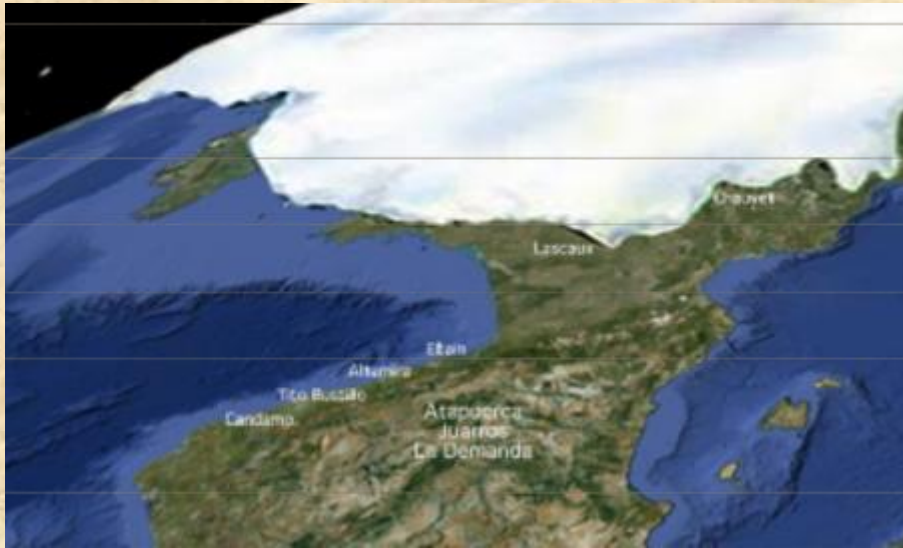 Chauvet
Lascaux
Ekain
Altamira
Tito Bustillo
Candamo
Atapuerca
Juarros
La Demanda